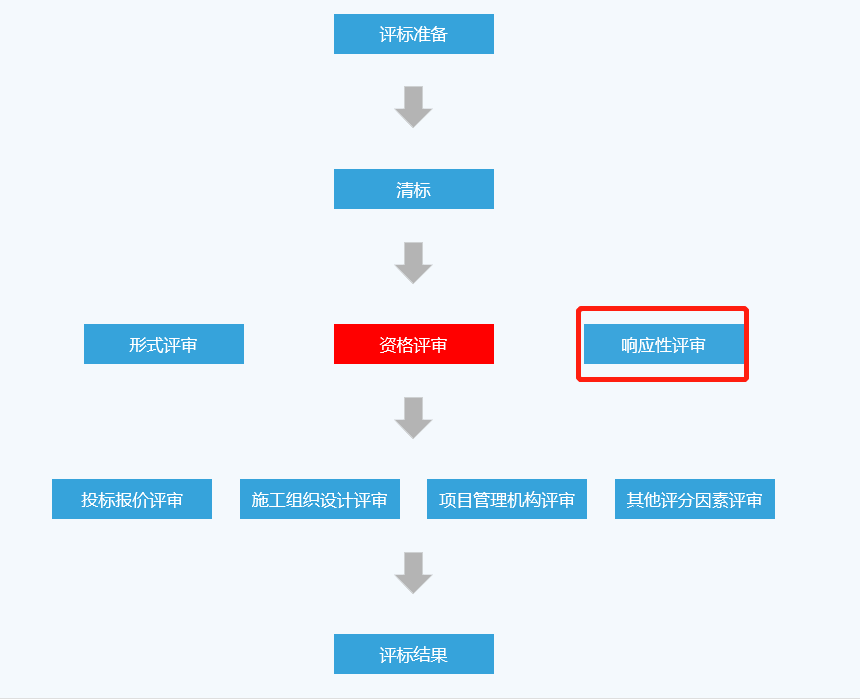 评标准备
清标
形式评审
资格评审
响应性评审
投标报价评审
施工组织设计评审
项目管理机构评审
其他评分因素评审
评标结果